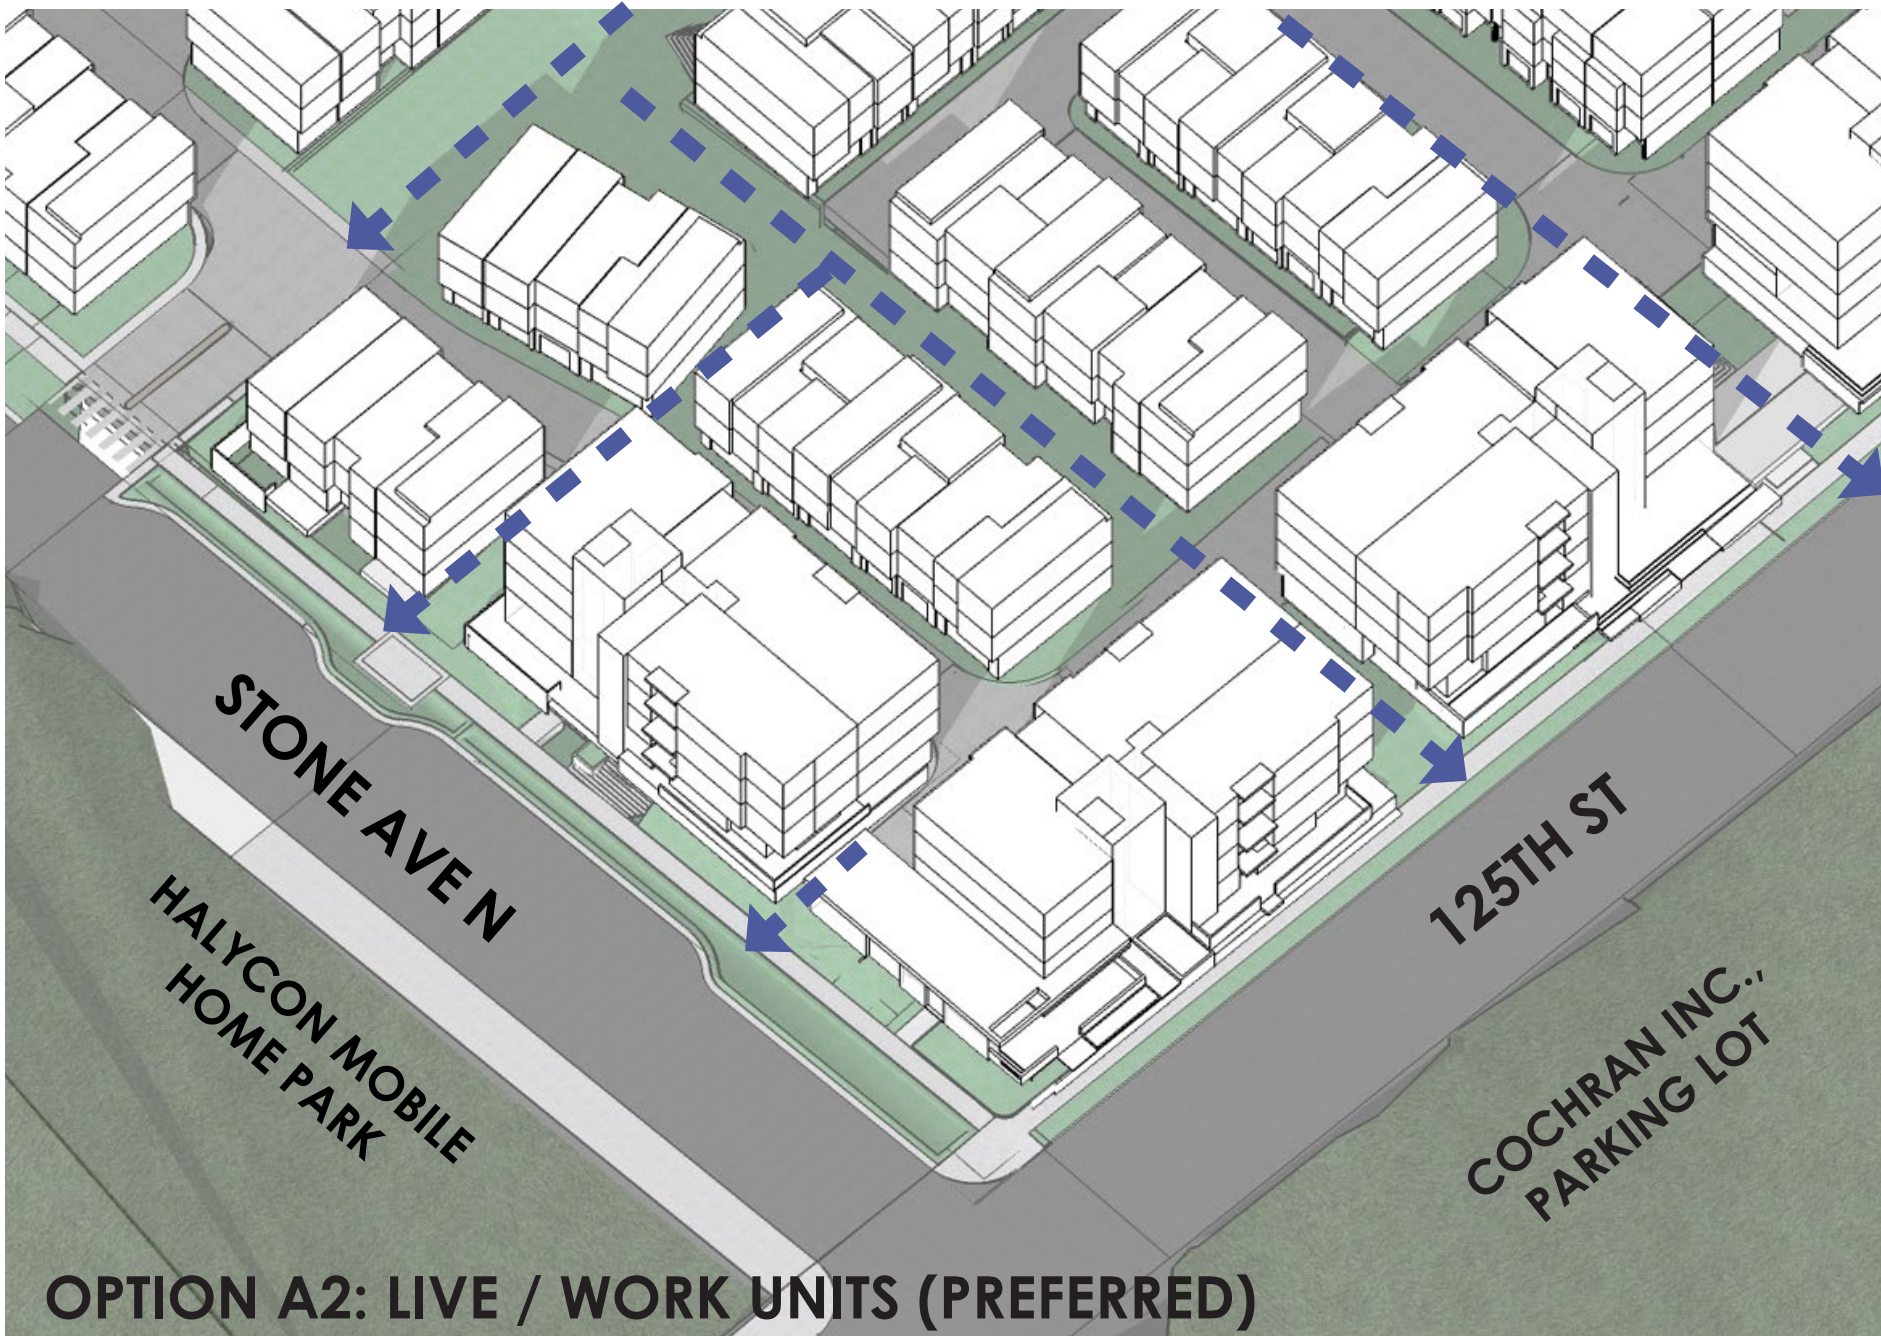 STONE AVE N
125TH ST
HALYCON MOBILE
HOME PARK
COCHRAN INC.,
PARKING LOT
OPTION A2: LIVE / WORK UNITS (PREFERRED)